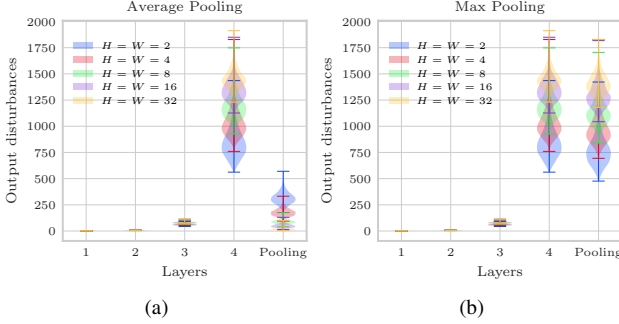 Average Pooling
Output disturbances
2000
1750
1500
1250
1000
750
500
250
0
H = W = 2
H = W = 4
H = W = 8
H = W = 16
H = W = 32
1 2 3 4 Pooling
Layers
(a)
Max Pooling
Output disturbances
2000
1750
1500
1250
1000
750
500
250
0
H = W = 2
H = W = 4
H = W = 8
H = W = 16
H = W = 32
1 2 3 4 Pooling
Layers
(b)